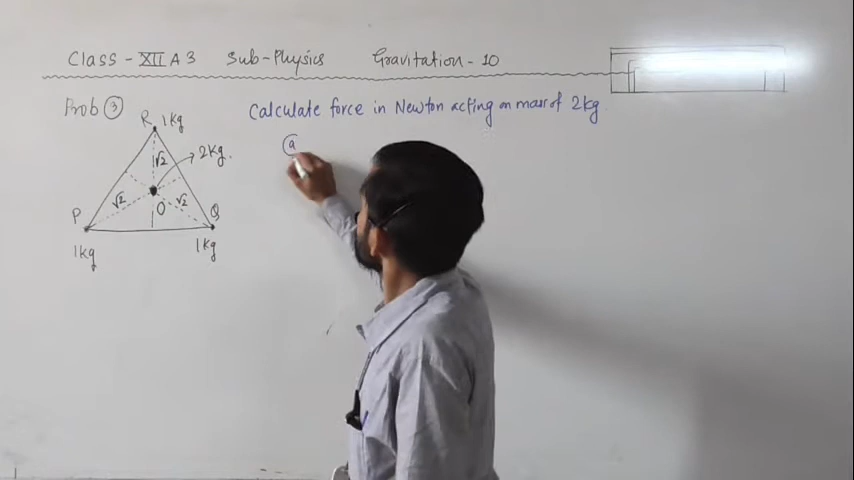 Class - XII A3 Sub-Physics Gravitation - 10
Prob ③ Calculate force in Newton acting on mass of 2kg
R 1kg
ⓐ
√2
2kg.
√2 √2
P O Q
1kg 1kg